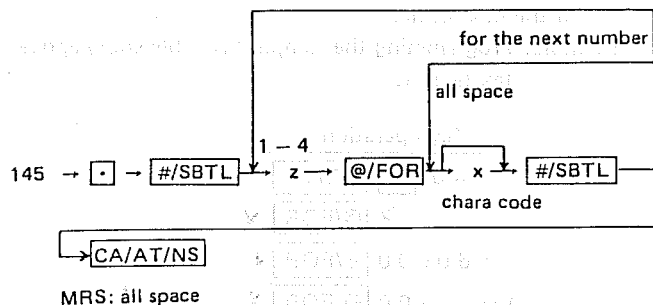 for the next number
all space
1 – 4
145 → · → #/SBTL → z → @/FOR → x → #/SBTL
chara code
CA/AT/NS
MRS: all space